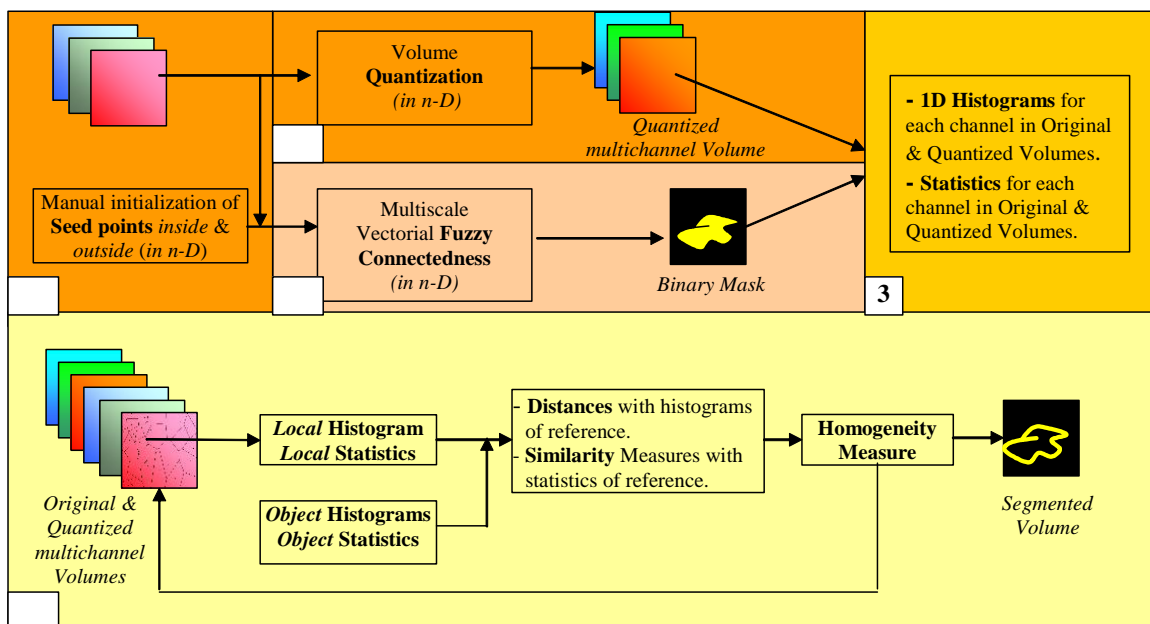 Volume
Quantization
(in n-D)
Quantized
multichannel Volume
- 1D Histograms for
each channel in Original
& Quantized Volumes.
- Statistics for each
channel in Original &
Quantized Volumes.
Manual initialization of
Seed points inside &
outside (in n-D)
Multiscale
Vectorial Fuzzy
Connectedness
(in n-D)
Binary Mask
3
Original &
Quantized
multichannel
Volumes
Local Histogram
Local Statistics
Object Histograms
Object Statistics
- Distances with histograms
of reference.
- Similarity Measures with
statistics of reference.
Homogeneity
Measure
Segmented
Volume